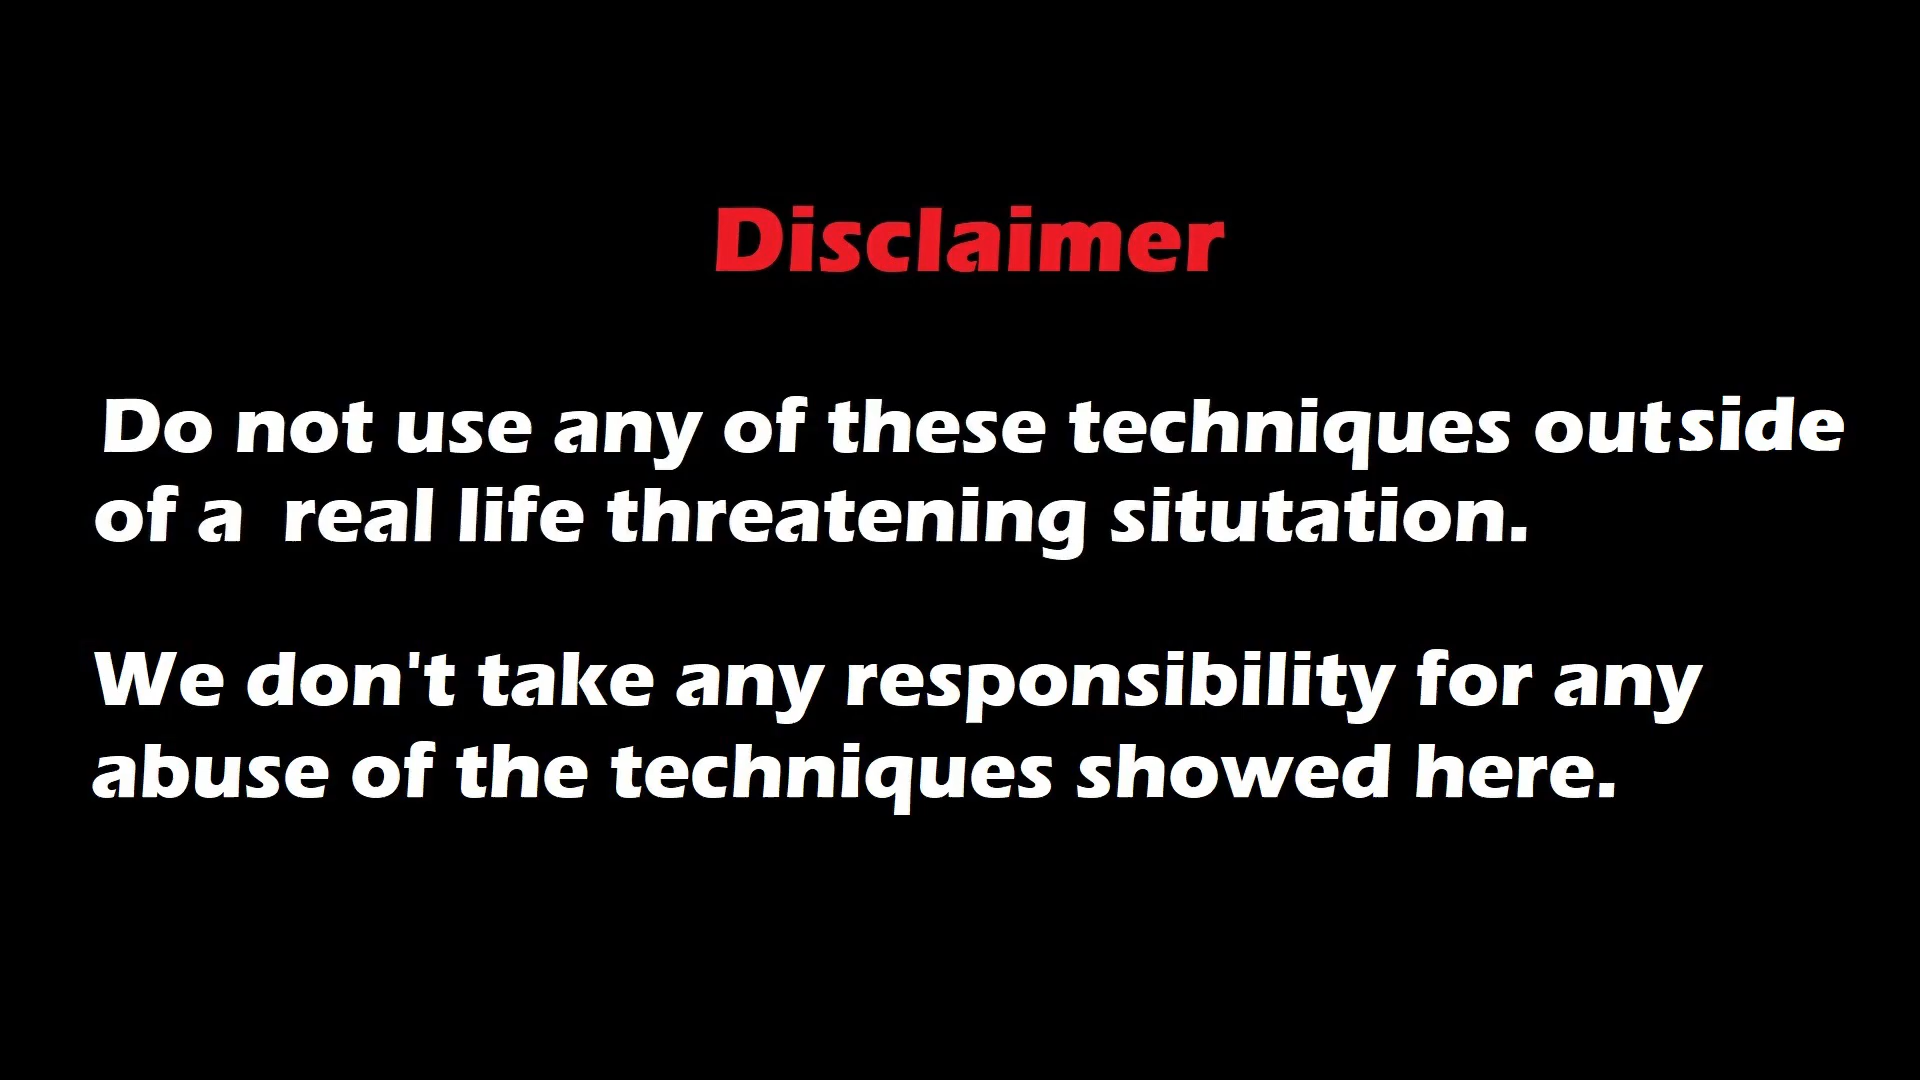 Disclaimer
Do not use any of these techniques outside
of a real life threatening situtation.
We don't take any responsibility for any
abuse of the techniques showed here.